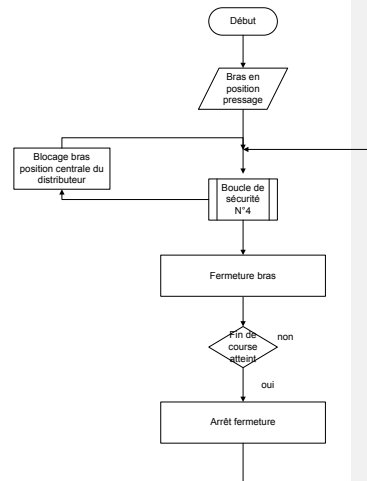 Début
Bras en
position
pressage
Blocage bras
position centrale du
distributeur
Boucle de
sécurité
N°4
Fermeture bras
Fin de
course
atteint
non
oui
Arrêt fermeture